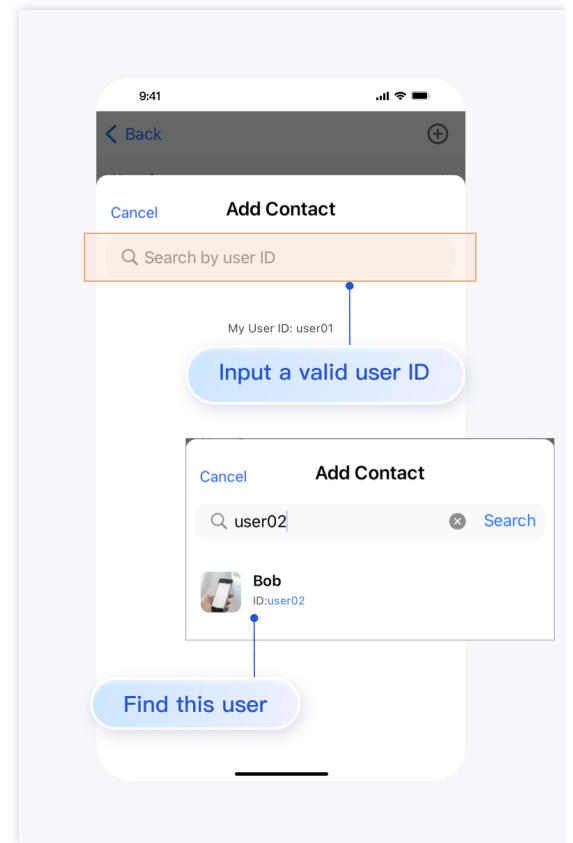 9:41
Back
Cancel
Add Contact
Search by user ID
My User ID: user01
Input a valid user ID
Cancel
Add Contact
user02
Search
Bob
ID:user02
Find this user